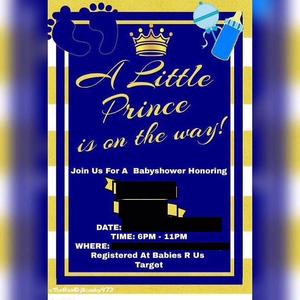 A Little
Prince
is on the way!
Join Us For A Babyshower Honoring
DATE:
TIME: 6PM - 11PM
WHERE:
Registered At Babies R Us
Target